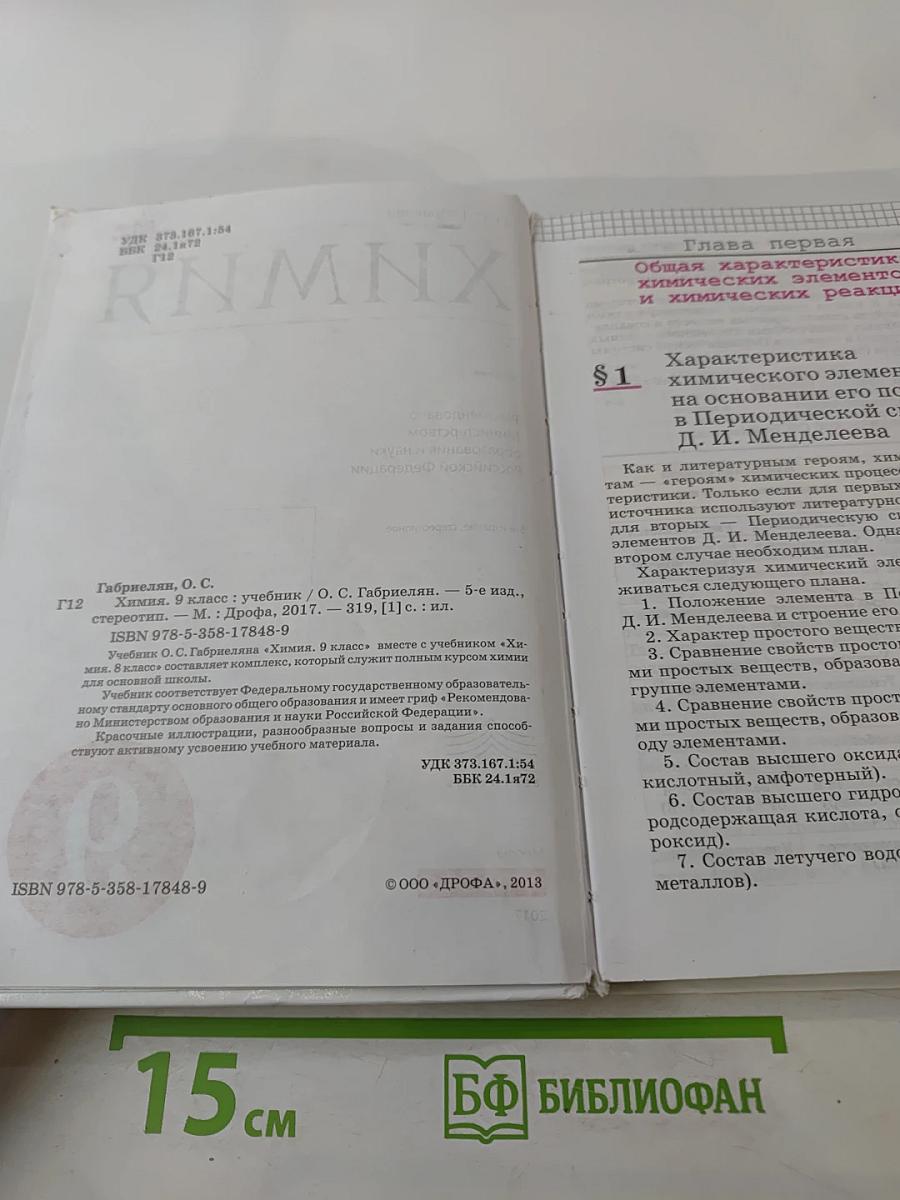 УДК 373.167.1:54
ББК 24.1я72
Г12
ХИМИЯ
Габриелян, О. С.
Г12 Химия. 9 класс : учебник / О. С. Габриелян. — 5-е изд.,
стереотип. — М. : Дрофа, 2017. — 319, [1] с. : ил.
ISBN 978-5-358-17848-9
Учебник О. С. Габриеляна «Химия. 9 класс» вместе с учебником «Хи-
мия. 8 класс» составляет комплекс, который служит полным курсом химии
для основной школы.
Учебник соответствует Федеральному государственному образователь-
ному стандарту основного общего образования и имеет гриф «Рекомендова-
но Министерством образования и науки Российской Федерации».
Красочные иллюстрации, разнообразные вопросы и задания способ-
ствуют активному усвоению учебного материала.
УДК 373.167.1:54
ББК 24.1я72
ISBN 978-5-358-17848-9
© ООО «ДРОФА», 2013
Глава первая
Общая характеристик
химических элементо
и химических реакци
§ 1
Характеристика
химического элемен
на основании его по
в Периодической с
Д. И. Менделеева
Как и литературным героям, хим
там — «героям» химических процес
теристики. Только если для первых
источника используют литературно
для вторых — Периодическую си
элементов Д. И. Менделеева. Одна
втором случае необходим план.
Характеризуя химический эле
живаться следующего плана.
1. Положение элемента в Пе
Д. И. Менделеева и строение его
2. Характер простого веществ
3. Сравнение свойств простог
ми простых веществ, образова
группе элементами.
4. Сравнение свойств прост
ми простых веществ, образов
оду элементами.
5. Состав высшего оксида
кислотный, амфотерный).
6. Состав высшего гидро
родсодержащая кислота, о
роксид).
7. Состав летучего водо
металлов).
15 см
БФ БИБЛИОФАН